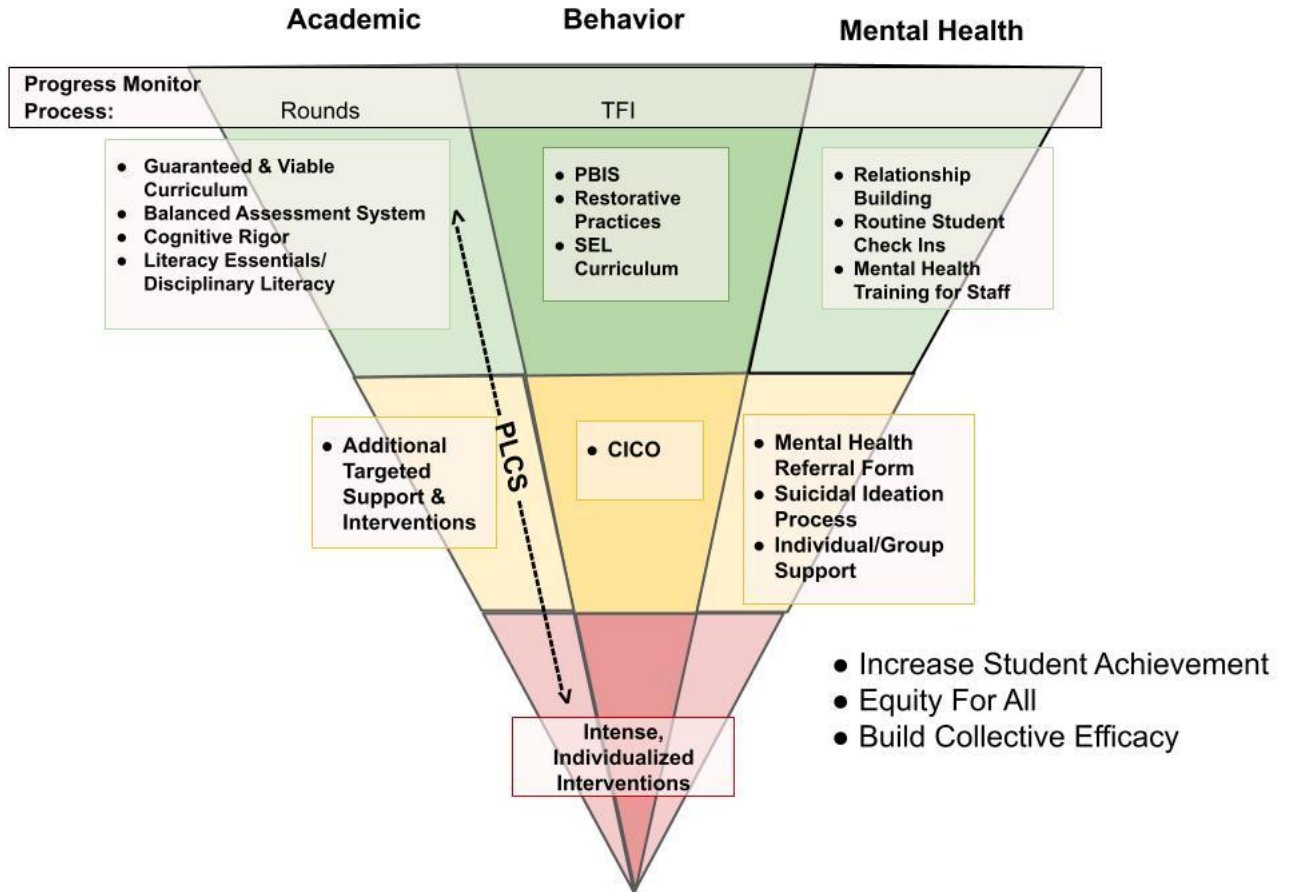 Academic
Behavior
Mental Health
Progress Monitor
Process:
Rounds
TFI
● Guaranteed & Viable
Curriculum
● Balanced Assessment System
● Cognitive Rigor
● Literacy Essentials/
Disciplinary Literacy
● PBIS
● Restorative
Practices
● SEL
Curriculum
● Relationship
Building
● Routine Student
Check Ins
● Mental Health
Training for Staff
● Additional
Targeted
Support &
Interventions
PLCS
● CICO
● Mental Health
Referral Form
● Suicidal Ideation
Process
● Individual/Group
Support
Intense,
Individualized
Interventions
● Increase Student Achievement
● Equity For All
● Build Collective Efficacy